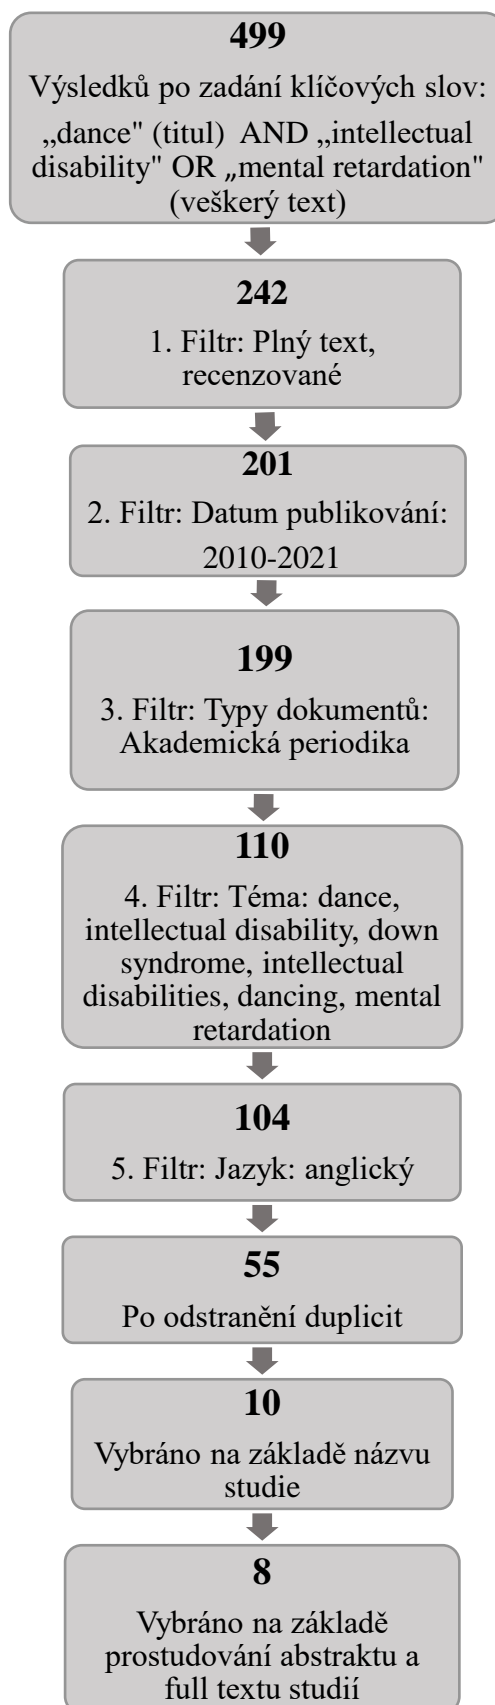 499
Výsledků po zadání klíčových slov:
„dance" (titul) AND „intellectual
disability" OR „mental retardation"
(veškerý text)
242
1. Filtr: Plný text,
recenzované
201
2. Filtr: Datum publikování:
2010-2021
199
3. Filtr: Typy dokumentů:
Akademická periodika
110
4. Filtr: Téma: dance,
intellectual disability, down
syndrome, intellectual
disabilities, dancing, mental
retardation
104
5. Filtr: Jazyk: anglický
55
Po odstranění duplicit
10
Vybráno na základě názvu
studie
8
Vybráno na základě
prostudování abstraktu a
full textu studií